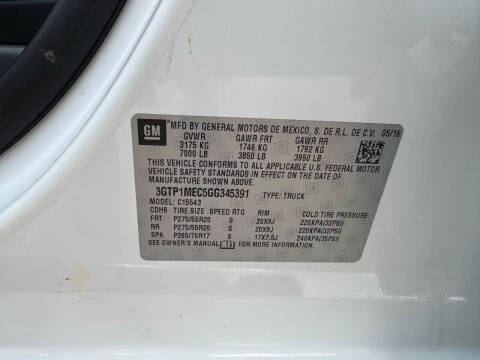 GM MFD BY GENERAL MOTORS DE MEXICO, S. DE R.L. DE C.V. 05/16
GVWR GAWR FRT GAWR RR
3175 KG 1746 KG 1792 KG
7000 LB 3850 LB 3950 LB
THIS VEHICLE CONFORMS TO ALL APPLICABLE U.S. FEDERAL MOTOR
VEHICLE SAFETY, BUMPER, AND THEFT PREVENTION STANDARDS IN
EFFECT ON THE DATE OF MANUFACTURE SHOWN ABOVE.
3GTP1MEC5GG345391 TYPE: TRUCK
MODEL: C15543
CDH9 TIRE SIZE SPEED RTG RIM COLD TIRE PRESSURE
FRT P275/55R20 S 20X9J 220KPA(32PSI)
RR P275/55R20 S 20X9J 220KPA(32PSI)
SPA P265/70R17 S 17X7.5J 240KPA(35PSI)
SEE OWNER'S MANUAL FOR MORE INFORMATION.